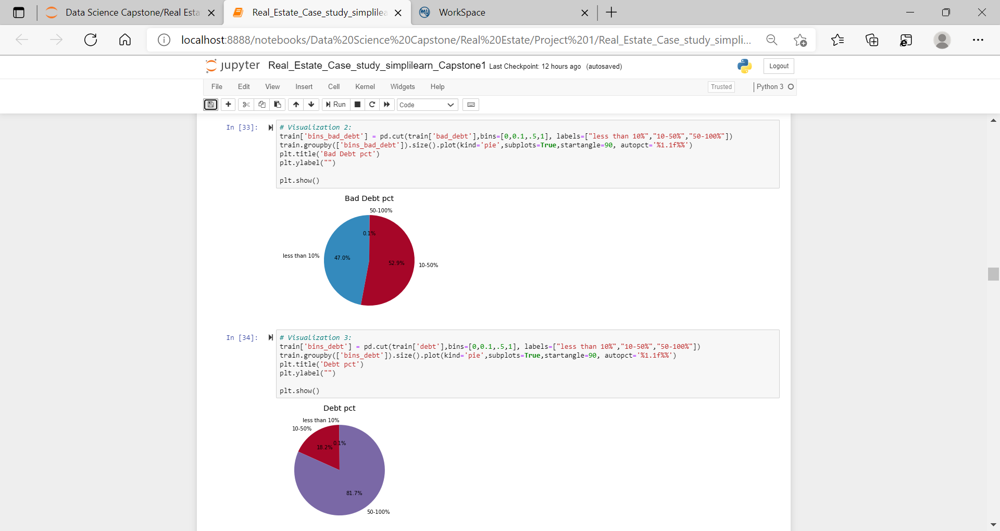 Data Science Capstone/Real Esta
Real_Estate_Case_study_simplilea
my WorkSpace
localhost:8888/notebooks/Data%20Science%20Capstone/Real%20Estate/Project%201/Real_Estate_Case_study_simpli...
jupyter Real_Estate_Case_study_simplilearn_Capstone1 Last Checkpoint: 12 hours ago (autosaved)
Logout
File Edit View Insert Cell Kernel Widgets Help
Trusted
Python 3
Run
Code
In [33]:
# Visualization 2:
train['bins_bad_debt'] = pd.cut(train['bad_debt'],bins=[0,0.1,.5,1], labels=["less than 10%","10-50%","50-100%"])
train.groupby(['bins_bad_debt']).size().plot(kind='pie',subplots=True,startangle=90, autopct='%1.1f%%')
plt.title('Bad Debt pct')
plt.ylabel("")
plt.show()
Bad Debt pct
50-100%
0.1%
less than 10%
47.0%
52.9%
10-50%
In [34]:
# Visualization 3:
train['bins_debt'] = pd.cut(train['debt'],bins=[0,0.1,.5,1], labels=["less than 10%","10-50%","50-100%"])
train.groupby(['bins_debt']).size().plot(kind='pie',subplots=True,startangle=90, autopct='%1.1f%%')
plt.title('Debt pct')
plt.ylabel("")
plt.show()
Debt pct
less than 10%
10-50%
0.1%
18.2%
81.7%
50-100%